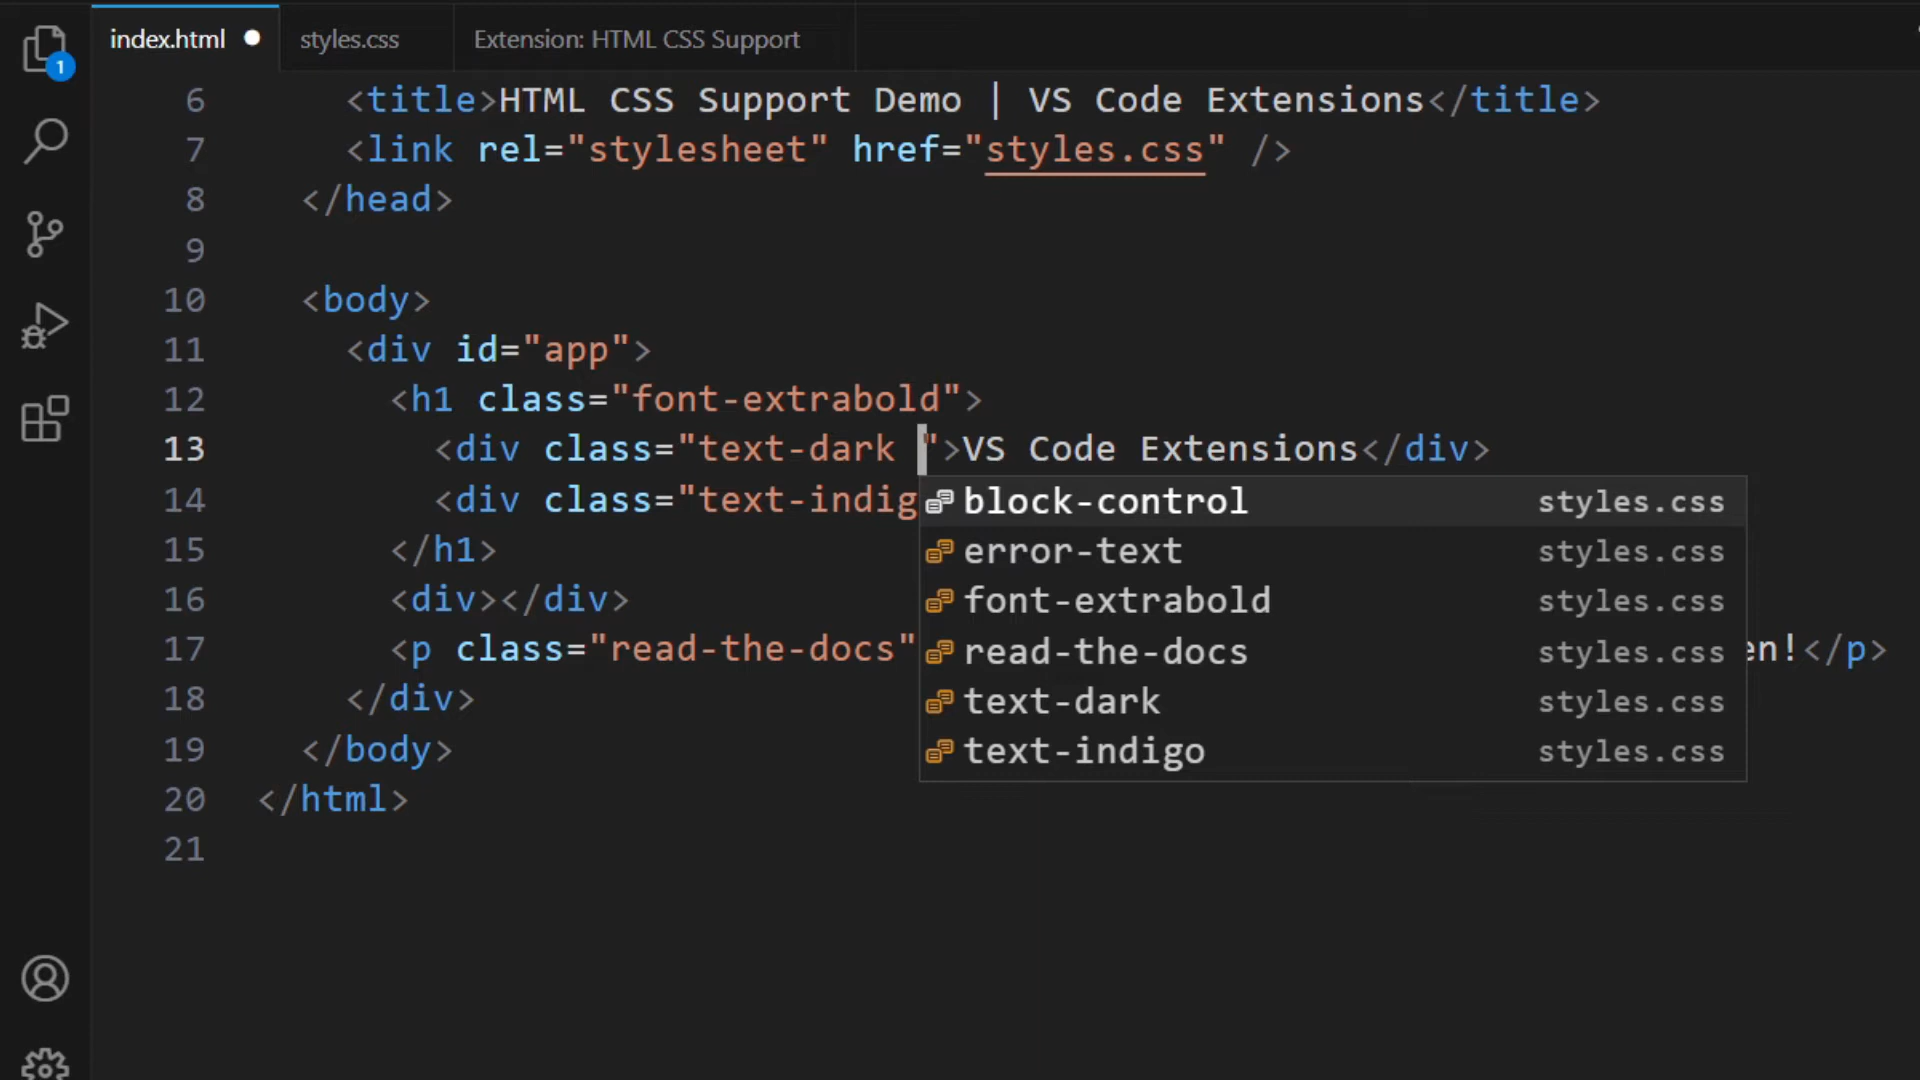 index.html styles.css Extension: HTML CSS Support
1
6 <title>HTML CSS Support Demo | VS Code Extensions</title>
7 <link rel="stylesheet" href="styles.css" />
8 </head>
9
10 <body>
11 <div id="app">
12 <h1 class="font-extrabold">
13 <div class="text-dark ">VS Code Extensions</div>
14 <div class="text-indig
block-control styles.css
error-text styles.css
font-extrabold styles.css
read-the-docs styles.css
text-dark styles.css
text-indigo styles.css
15 </h1>
16 <div></div>
17 <p class="read-the-docs" en!</p>
18 </div>
19 </body>
20 </html>
21